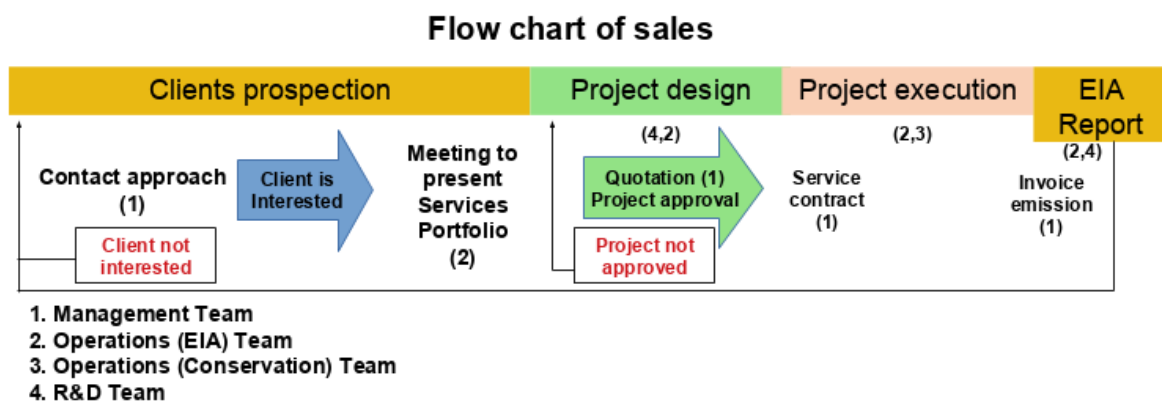 Flow chart of sales
Clients prospection
Project design
Project execution
EIA
Report
(4,2)
(2,3)
(2,4)
Contact approach
(1)
Client is
Interested
Meeting to
present
Services
Portfolio
(2)
Quotation (1)
Project approval
Service
contract
(1)
Invoice
emission
(1)
Client not
interested
Project not
approved
1. Management Team
2. Operations (EIA) Team
3. Operations (Conservation) Team
4. R&D Team